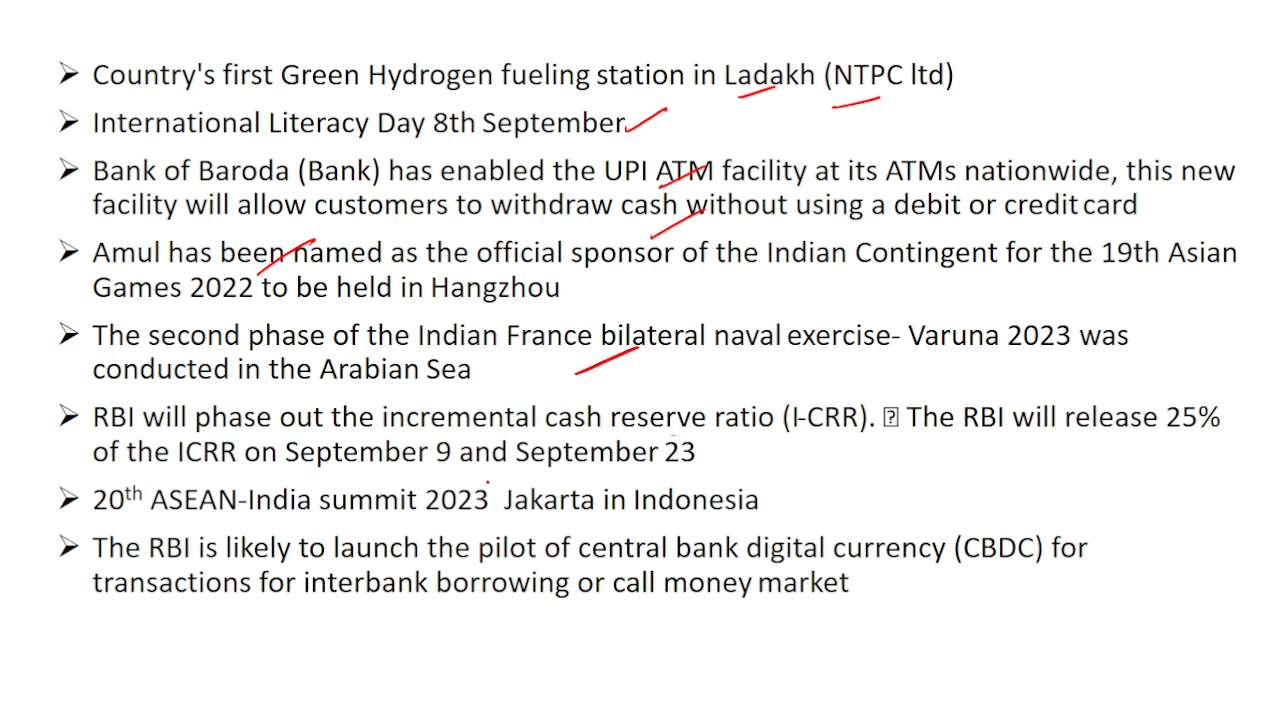 ➢ Country's first Green Hydrogen fueling station in Ladakh (NTPC ltd)
➢ International Literacy Day 8th September
➢ Bank of Baroda (Bank) has enabled the UPI ATM facility at its ATMs nationwide, this new
facility will allow customers to withdraw cash without using a debit or credit card
➢ Amul has been named as the official sponsor of the Indian Contingent for the 19th Asian
Games 2022 to be held in Hangzhou
➢ The second phase of the Indian France bilateral naval exercise- Varuna 2023 was
conducted in the Arabian Sea
➢ RBI will phase out the incremental cash reserve ratio (I-CRR). ⍰ The RBI will release 25%
of the ICRR on September 9 and September 23
➢ 20th ASEAN-India summit 2023 Jakarta in Indonesia
➢ The RBI is likely to launch the pilot of central bank digital currency (CBDC) for
transactions for interbank borrowing or call money market